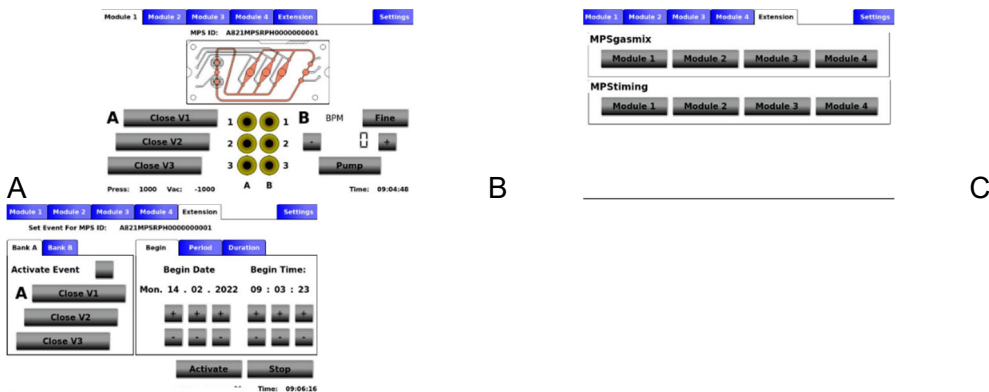 Module 1 Module 2 Module 3 Module 4 Extension Settings
MPS ID: A821MPSRPH0000000001
A Close V1 1 1 B BPM Fine
Close V2 2 2 - 0 +
Close V3 3 3 Pump
A B
Press: 1000 Vac: -1000 Time: 09:04:48
A
Module 1 Module 2 Module 3 Module 4 Extension Settings
MPSgasmix
Module 1 Module 2 Module 3 Module 4
MPStiming
Module 1 Module 2 Module 3 Module 4
B
C
Module 1 Module 2 Module 3 Module 4 Extension Settings
Set Event For MPS ID: A821MPSRPH0000000001
Bank A Bank B
Activate Event
A Close V1
Close V2
Close V3
Begin Period Duration
Begin Date Begin Time:
Mon. 14 . 02 . 2022 09 : 03 : 23
+ + + + + +
- - - - - -
Activate Stop
Time: 09:06:16